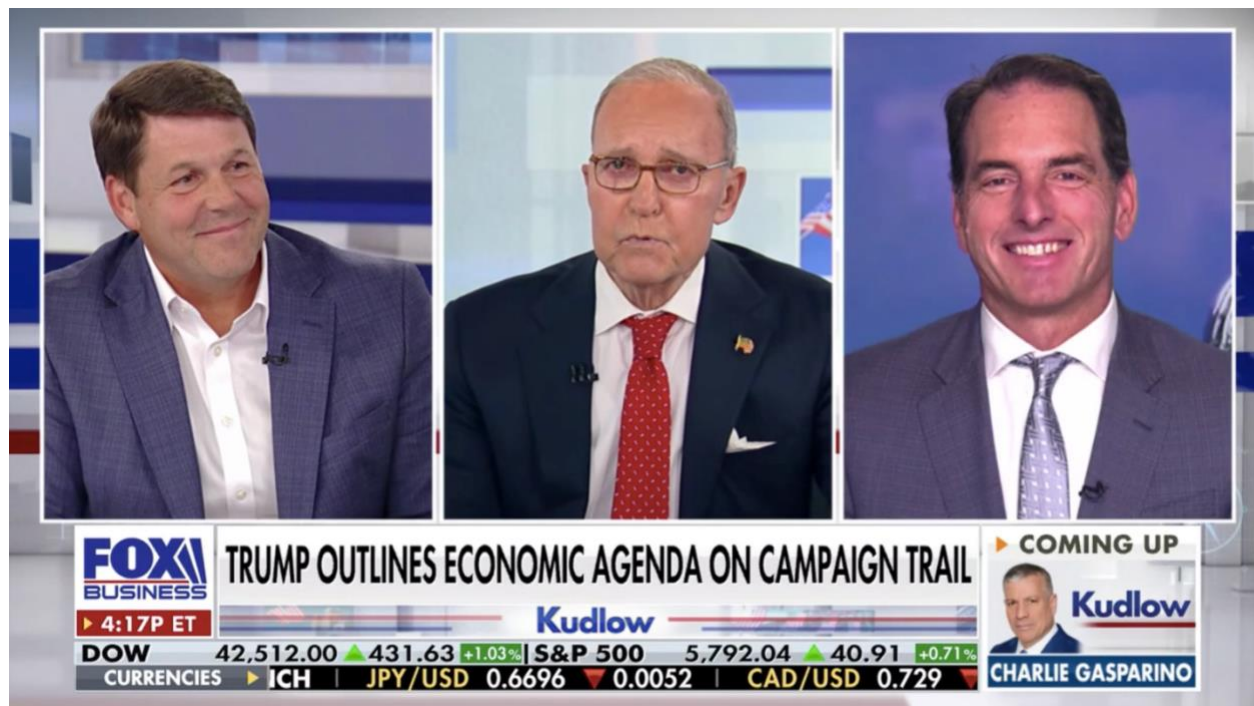 FOX
BUSINESS
4:17P ET
TRUMP OUTLINES ECONOMIC AGENDA ON CAMPAIGN TRAIL
Kudlow
COMING UP
Kudlow
CHARLIE GASPARINO
DOW 42,512.00 431.63 +1.03% S&P 500 5,792.04 40.91 +0.71%
CURRENCIES ICH JPY/USD 0.6696 0.0052 CAD/USD 0.729